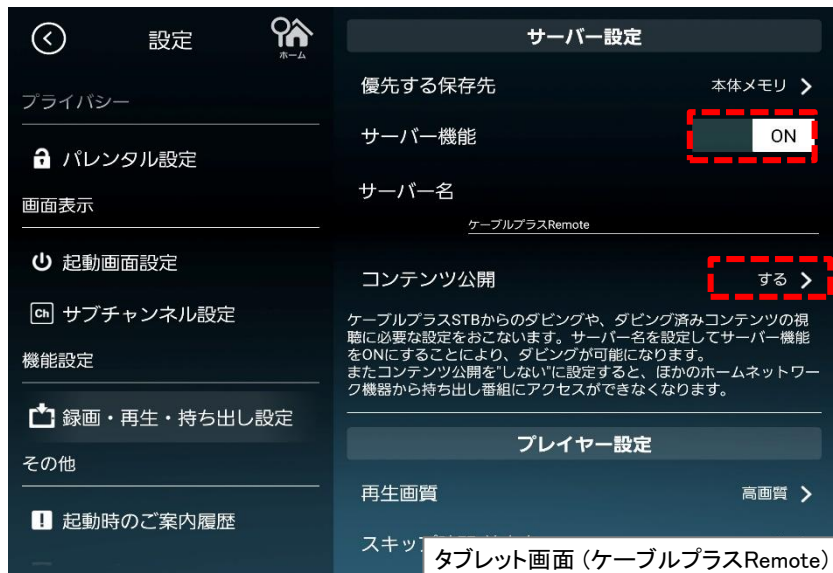 設定
ホーム
プライバシー
パレンタル設定
画面表示
起動画面設定
Ch サブチャンネル設定
機能設定
録画・再生・持ち出し設定
その他
起動時のご案内履歴
サーバー設定
優先する保存先 本体メモリ
サーバー機能 ON
サーバー名
ケーブルプラスRemote
コンテンツ公開 する
ケーブルプラスSTBからのダビングや、ダビング済みコンテンツの視
聴に必要な設定をおこないます。サーバー名を設定してサーバー機能
をONにすることにより、ダビングが可能になります。
またコンテンツ公開を"しない"に設定すると、ほかのホームネットワー
ク機器から持ち出し番組にアクセスができなくなります。
プレイヤー設定
再生画質 高画質
スキップ
タブレット画面（ケーブルプラスRemote）